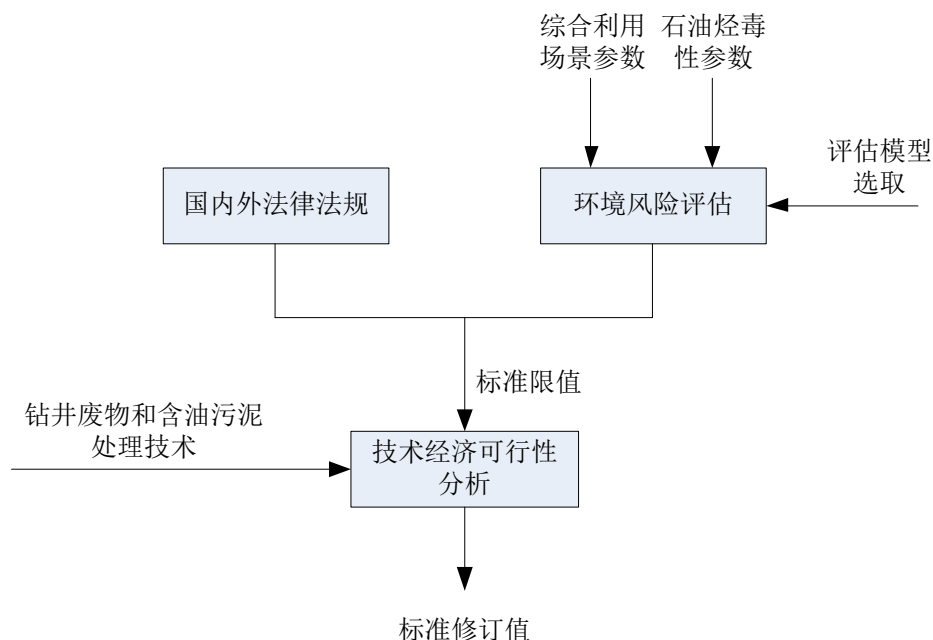 综合利用
场景参数
石油烃毒
性参数
评估模型
选取
国内外法律法规
环境风险评估
标准限值
钻井废物和含油污泥
处理技术
技术经济可行性
分析
标准修订值